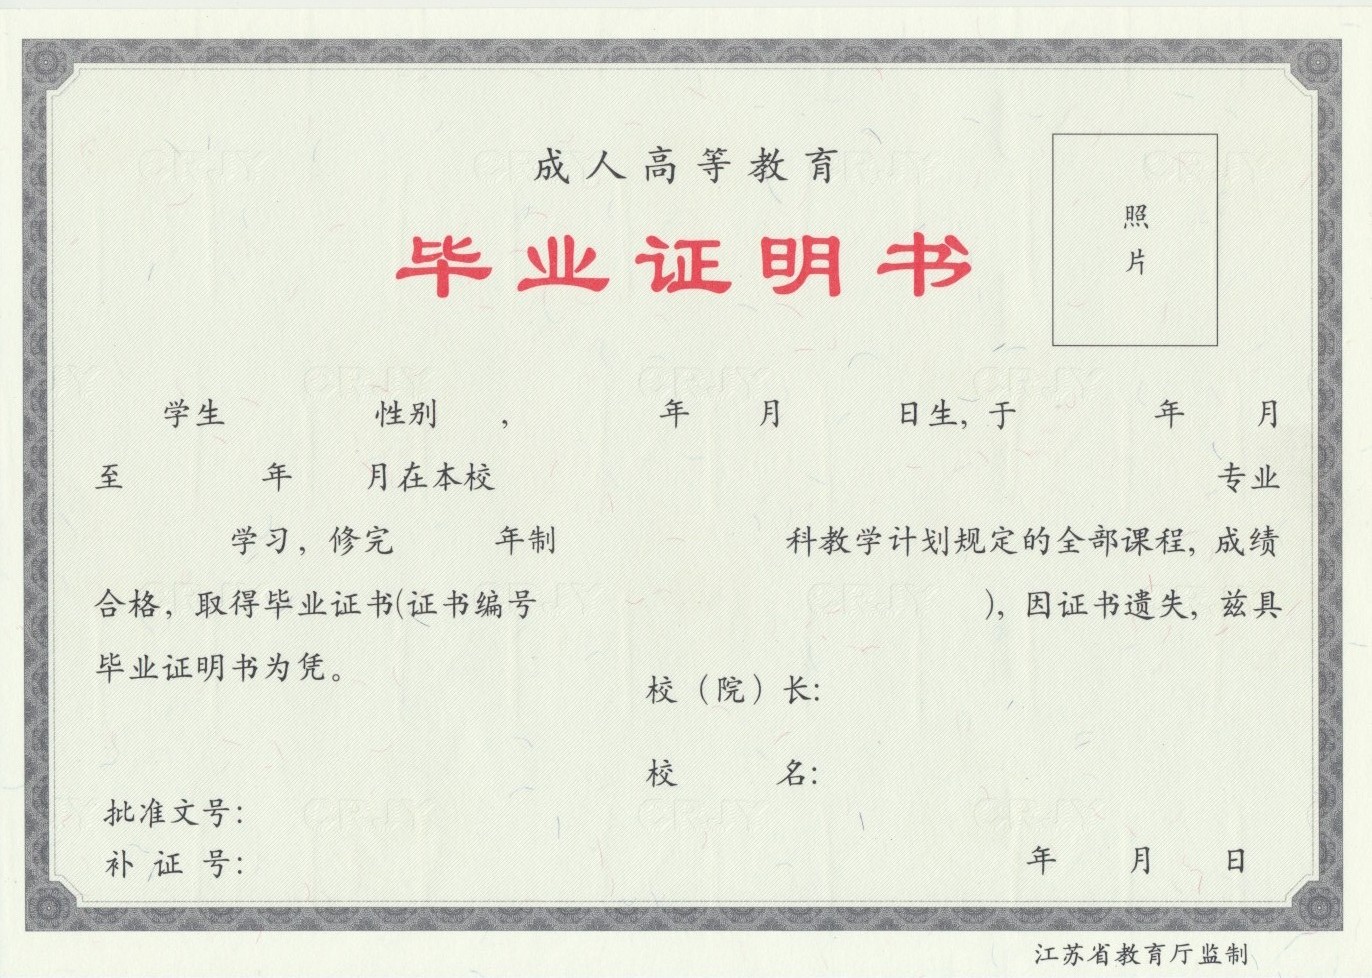 成人高等教育
毕业证明书
照
片
学生 性别 , 年 月 日生, 于 年 月
至 年 月在本校 专业
学习, 修完 年制 科教学计划规定的全部课程, 成绩
合格, 取得毕业证书(证书编号 ), 因证书遗失, 兹具
毕业证明书为凭。
校（院）长:
校 名:
批准文号:
补 证 号:
年 月 日
江苏省教育厅监制